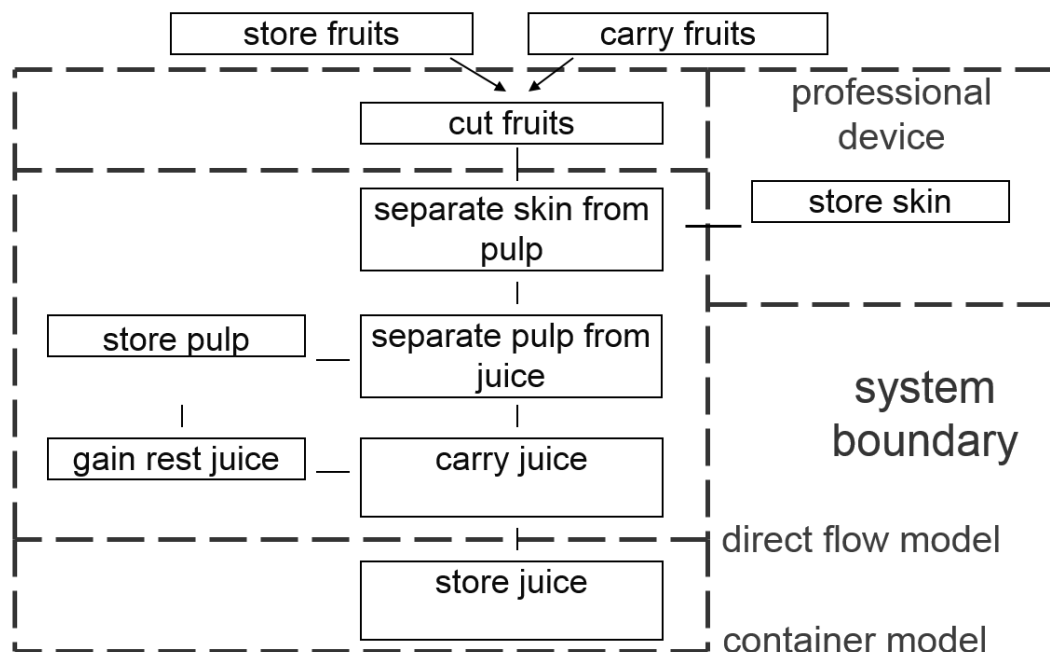 store fruits
carry fruits
professional
device
cut fruits
separate skin from
pulp
store skin
store pulp
separate pulp from
juice
system
boundary
gain rest juice
carry juice
direct flow model
store juice
container model